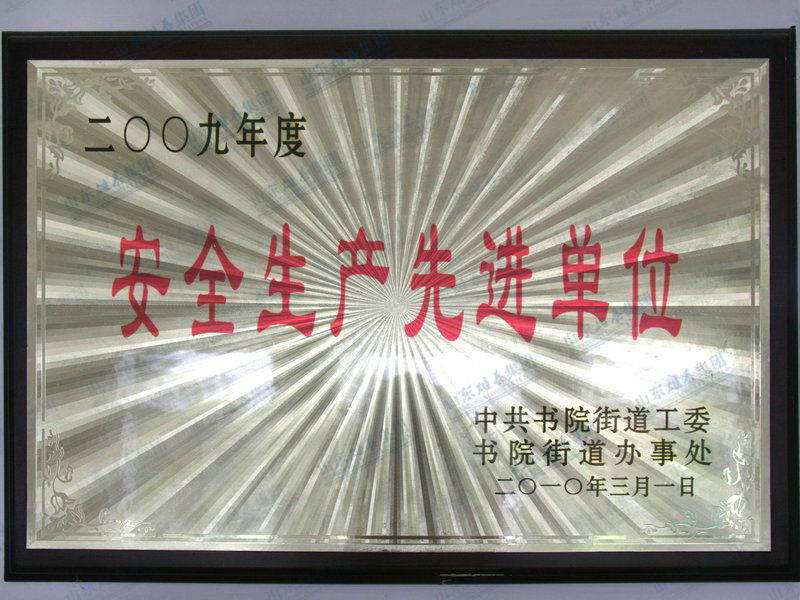 二〇〇九年度
安全生产先进单位
中共书院街道工委
书院街道办事处
二〇一〇年三月一日